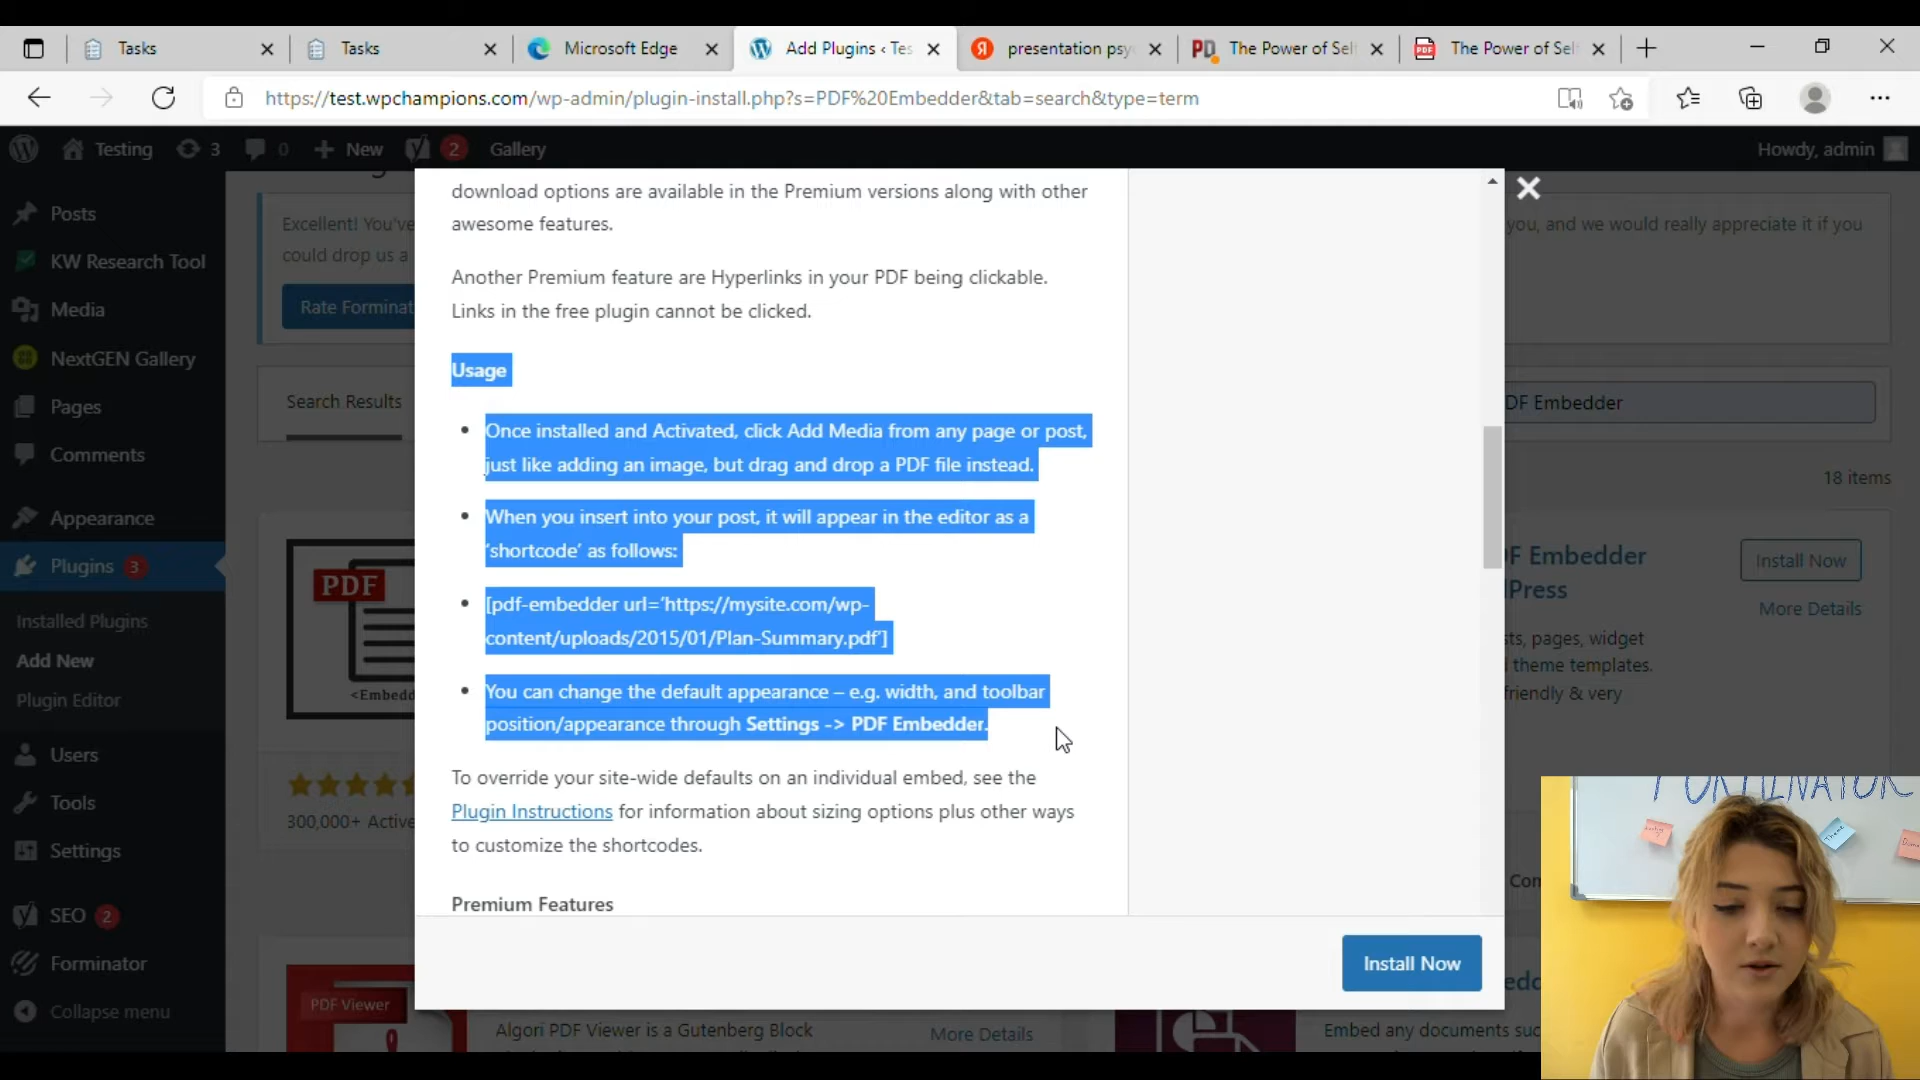 Tasks
Tasks
Microsoft Edge
Add Plugins ‹ Tes
presentation psy
The Power of Sel
The Power of Sel
https://test.wpchampions.com/wp-admin/plugin-install.php?s=PDF%20Embedder&tab=search&type=term
Testing
3
0
New
2
Gallery
Howdy, admin
Posts
KW Research Tool
Media
NextGEN Gallery
Pages
Comments
Appearance
Plugins 3
Installed Plugins
Add New
Plugin Editor
Users
Tools
Settings
SEO 2
Forminator
Collapse menu
Excellent! You've
could drop us a
Rate Forminat
Search Results
PDF
<Embedd
300,000+ Active
PDF Viewer
download options are available in the Premium versions along with other
awesome features.
Another Premium feature are Hyperlinks in your PDF being clickable.
Links in the free plugin cannot be clicked.
Usage
Once installed and Activated, click Add Media from any page or post,
just like adding an image, but drag and drop a PDF file instead.
When you insert into your post, it will appear in the editor as a
‘shortcode’ as follows:
[pdf-embedder url=’https://mysite.com/wp-
content/uploads/2015/01/Plan-Summary.pdf’]
You can change the default appearance – e.g. width, and toolbar
position/appearance through Settings -> PDF Embedder.
To override your site-wide defaults on an individual embed, see the
Plugin Instructions for information about sizing options plus other ways
to customize the shortcodes.
Premium Features
Install Now
Algori PDF Viewer is a Gutenberg Block
More Details
Embed any documents suc
you, and we would really appreciate it if you
DF Embedder
18 items
DF Embedder
Press
Install Now
More Details
sts, pages, widget
theme templates.
friendly & very
Com
edd
FORMINATOR
Theme